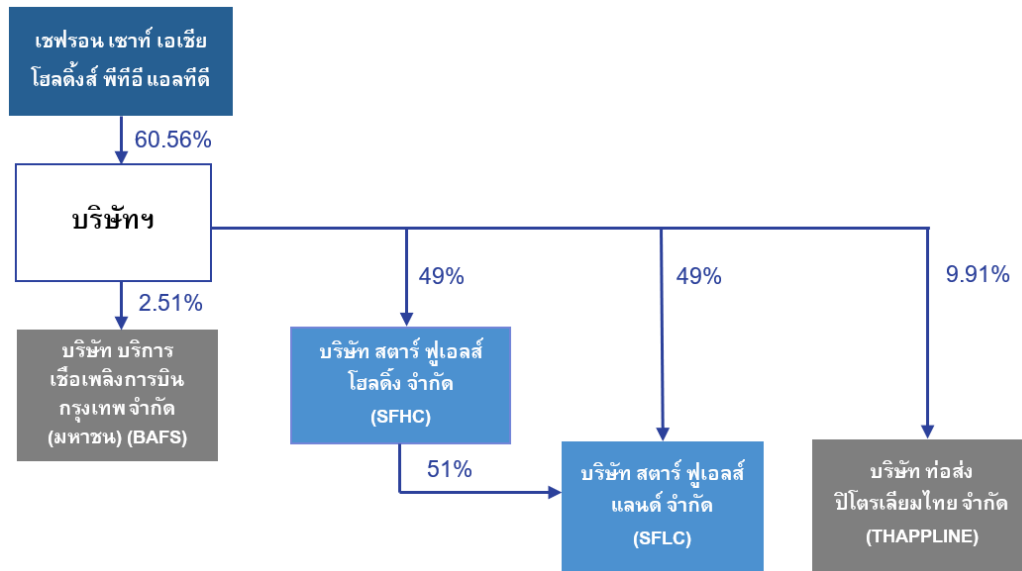 เชฟรอน เซาท์ เอเชีย
โฮลดิ้งส์ พีทีอี แอลทีดี
60.56%
บริษัทฯ
2.51%
49%
49%
9.91%
บริษัท บริการ
เชื้อเพลิงการบิน
กรุงเทพ จำกัด
(มหาชน) (BAFS)
บริษัท สตาร์ ฟูเอลส์
โฮลดิ้ง จำกัด
(SFHC)
51%
บริษัท สตาร์ ฟูเอลส์
แลนด์ จำกัด
(SFLC)
บริษัท ท่อส่ง
ปิโตรเลียมไทย จำกัด
(THAPPLINE)